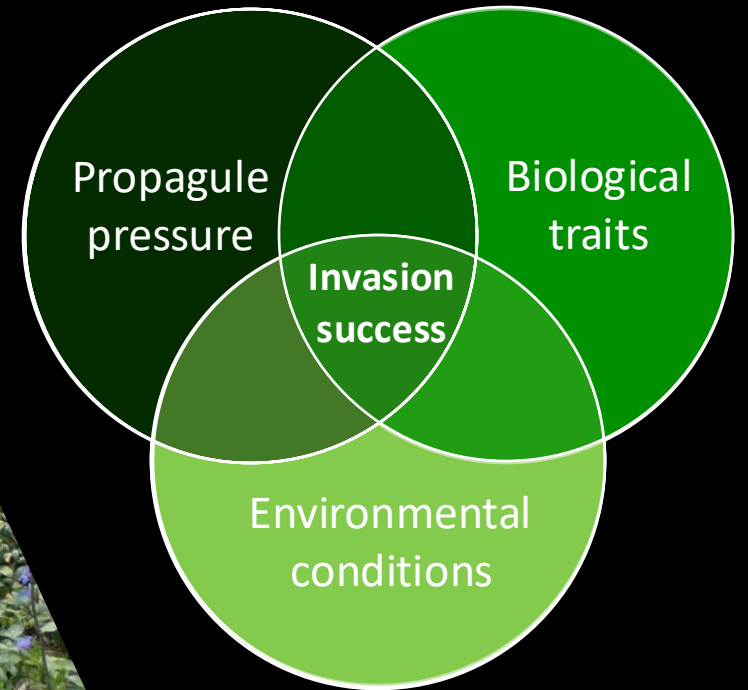 Propagule
pressure
Biological
traits
Invasion
success
Environmental
conditions